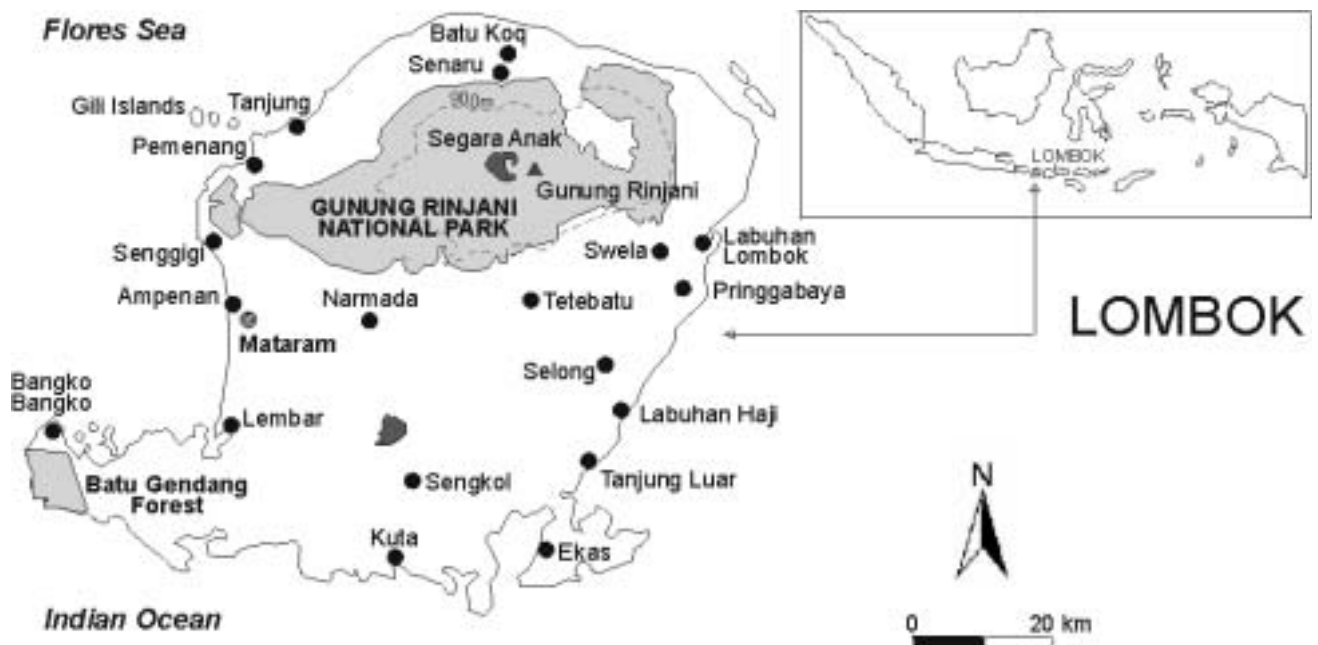 Flores Sea
Batu Koq
Senaru
Gili Islands
Tanjung
900m
Pemenang
Segara Anak
Gunung Rinjani
GUNUNG RINJANI
NATIONAL PARK
Senggigi
Swela
Labuhan
Lombok
Ampenan
Narmada
Tetebatu
Pringgabaya
Mataram
Selong
Bangko
Bangko
Lembar
Labuhan Haji
Batu Gendang
Forest
Sengkol
Tanjung Luar
Kuta
Ekas
Indian Ocean
LOMBOK
LOMBOK
N
0 20 km